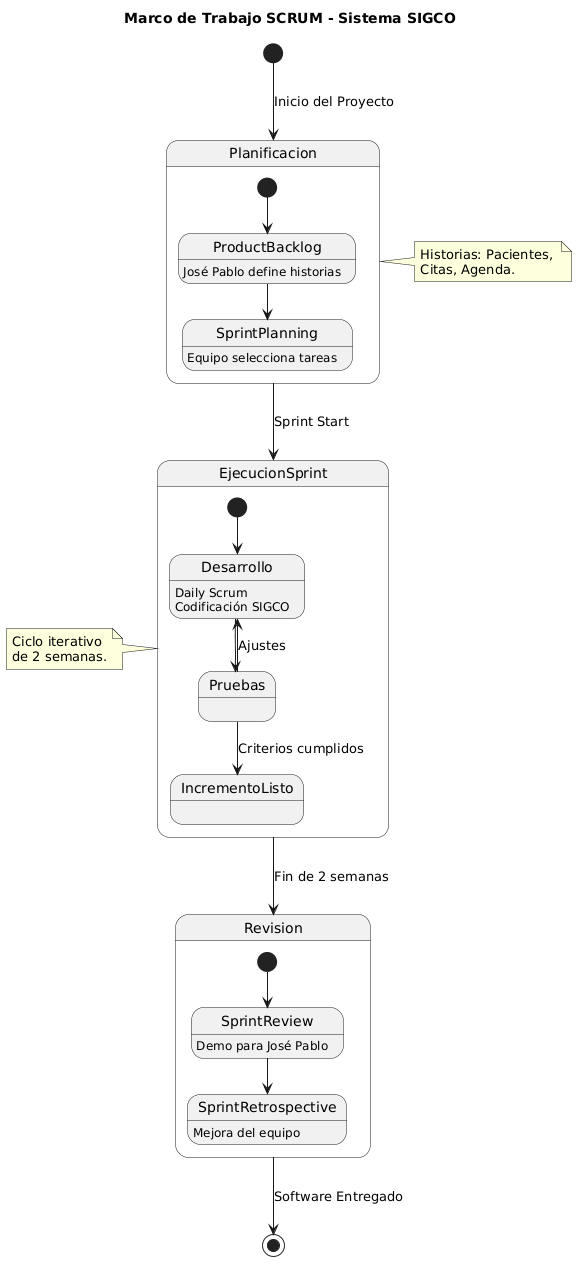 Marco de Trabajo SCRUM - Sistema SIGCO
Inicio del Proyecto
Planificacion
ProductBacklog
José Pablo define historias
Historias: Pacientes,
Citas, Agenda.
SprintPlanning
Equipo selecciona tareas
Sprint Start
EjecucionSprint
Desarrollo
Daily Scrum
Codificación SIGCO
Ciclo iterativo
de 2 semanas.
Ajustes
Pruebas
Criterios cumplidos
IncrementoListo
Fin de 2 semanas
Revision
SprintReview
Demo para José Pablo
SprintRetrospective
Mejora del equipo
Software Entregado